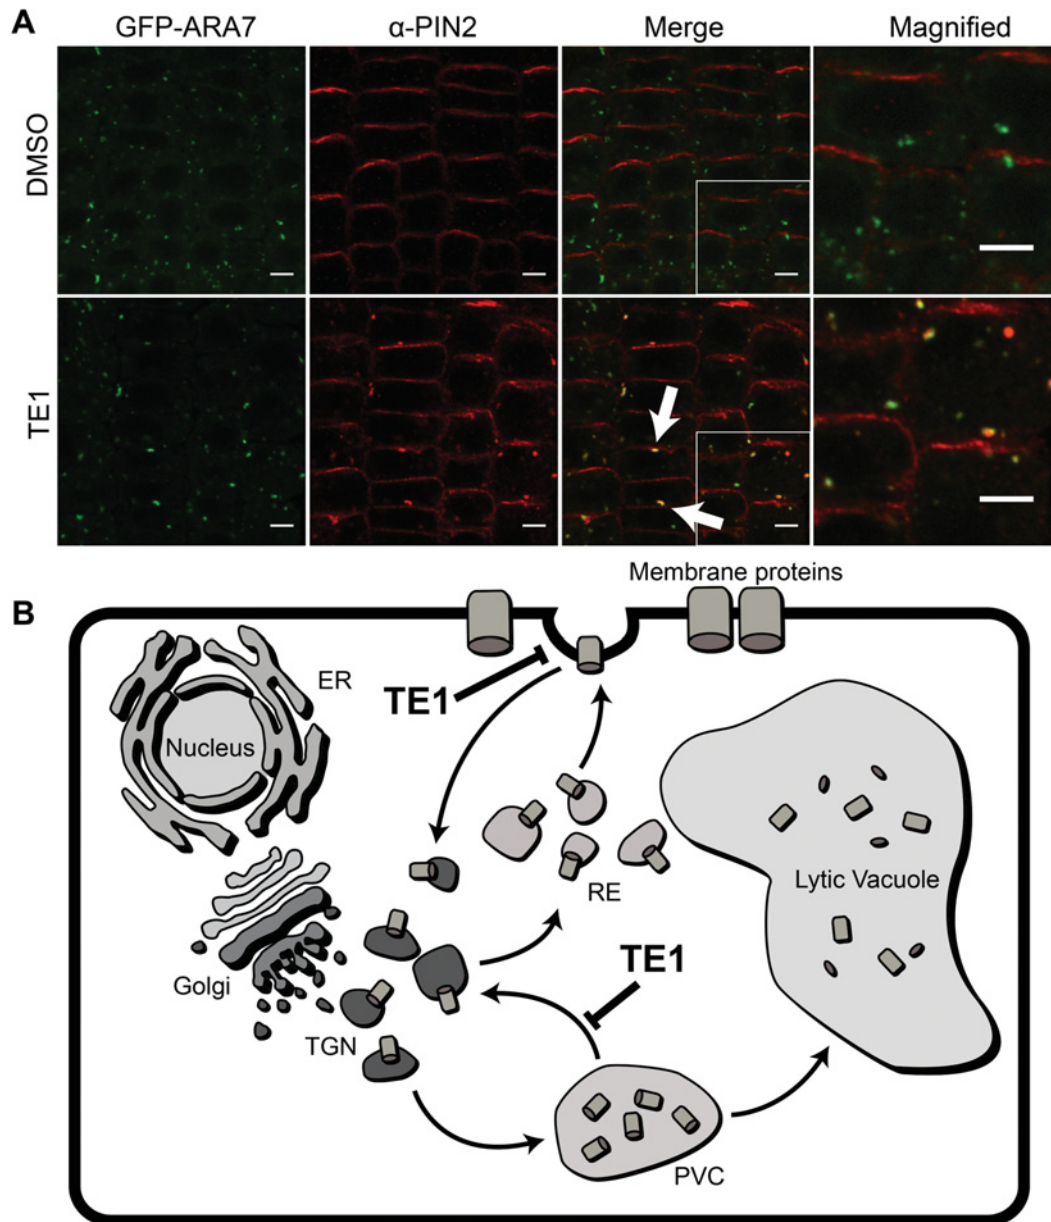 A
GFP-ARA7
α-PIN2
Merge
Magnified
DMSO
TE1
B
Membrane proteins
TE1
ER
Nucleus
RE
Lytic Vacuole
Golgi
TE1
TGN
PVC